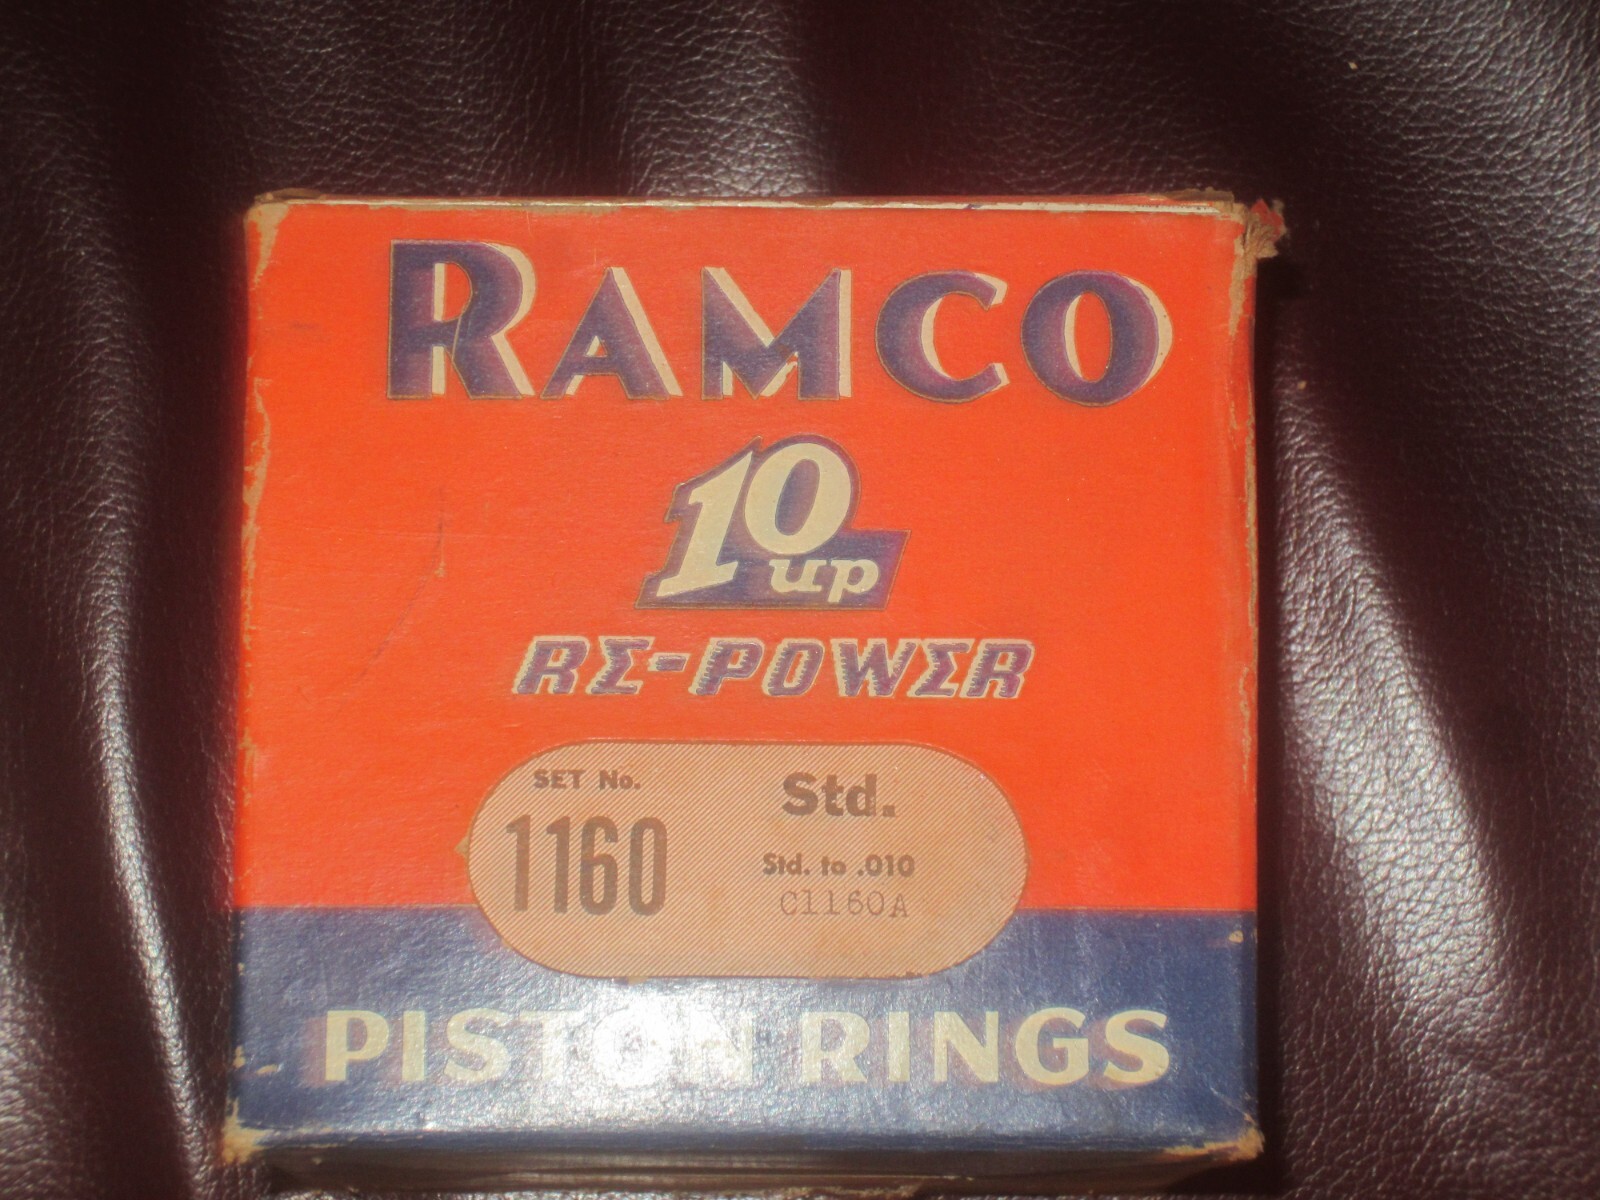 RAMCO
10 up
RE-POWER
SET No. Std.
1160 Std. to .010
C1160A
PISTON RINGS